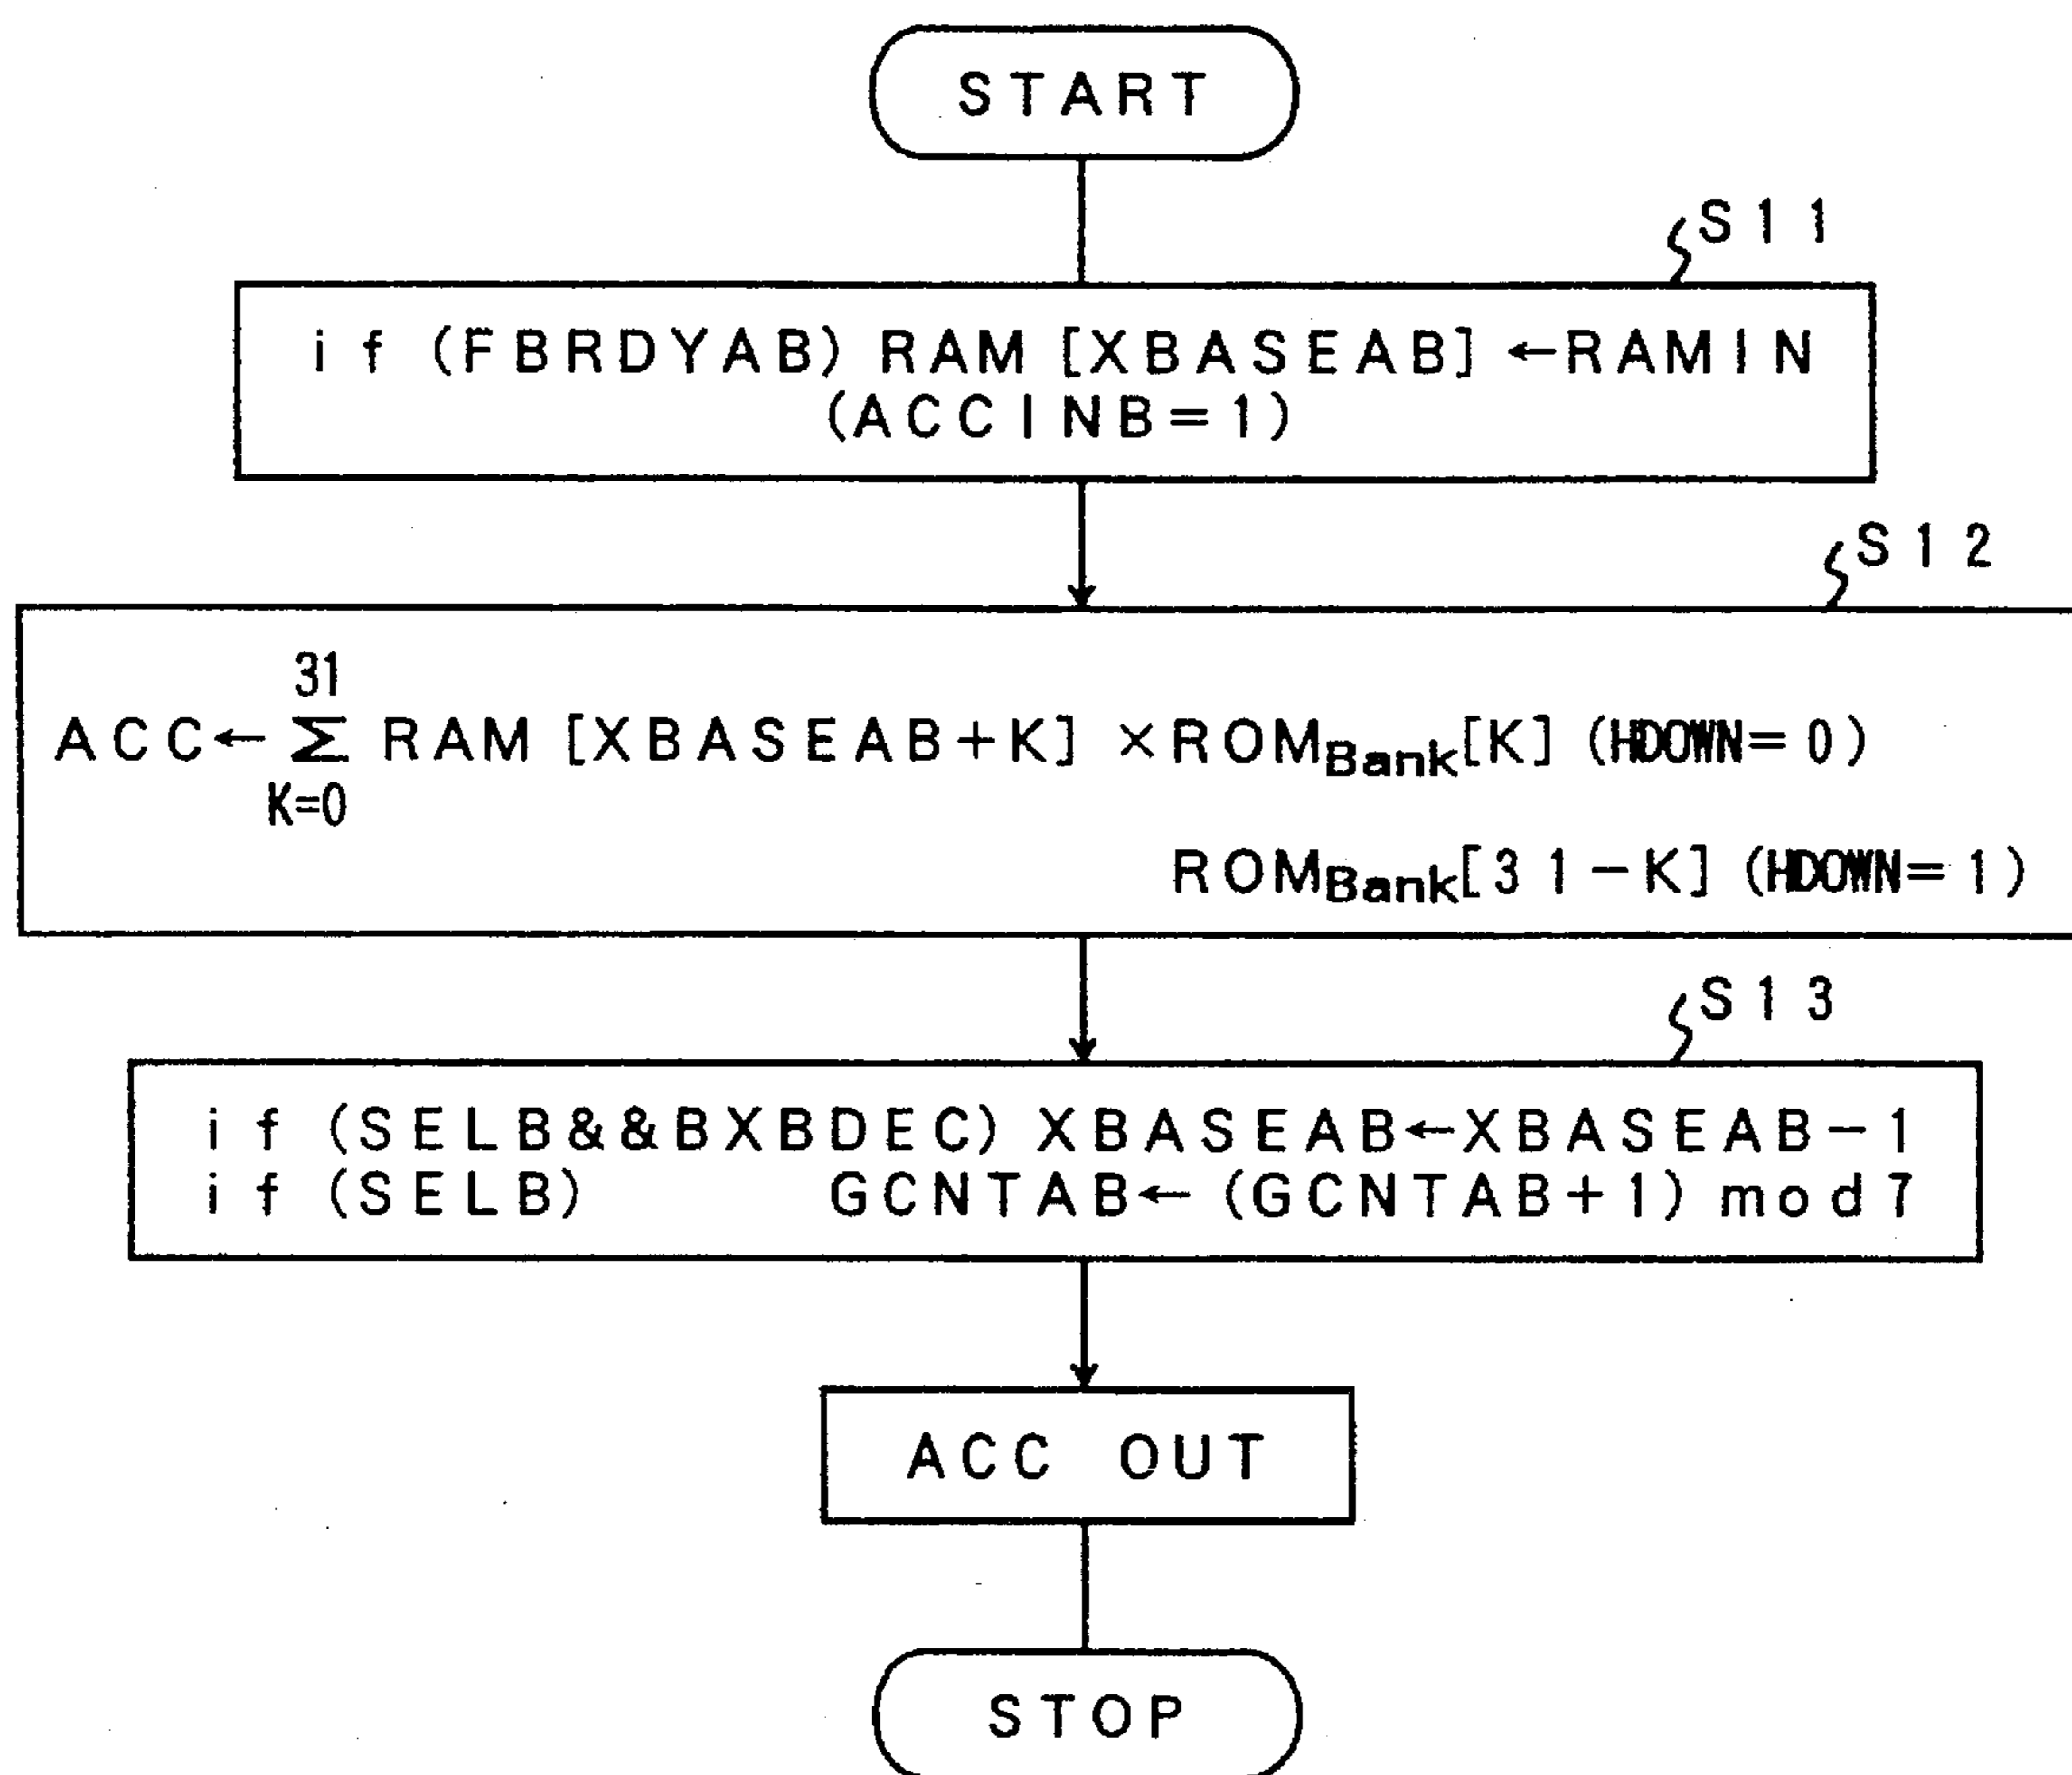 START
S11
if (FBRDYAB) RAM [XBASEAB] ←RAMIN
(ACCINB=1)
S12
31
ACC← Σ RAM [XBASEAB+K] ×ROMBank[K] (HDOWN=0)
K=0
ROMBank[31-K] (HDOWN=1)
S13
if (SELB&&BXBDEC) XBASEAB←XBASEAB-1
if (SELB) GCNTAB← (GCNTAB+1) mod7
ACC OUT
STOP